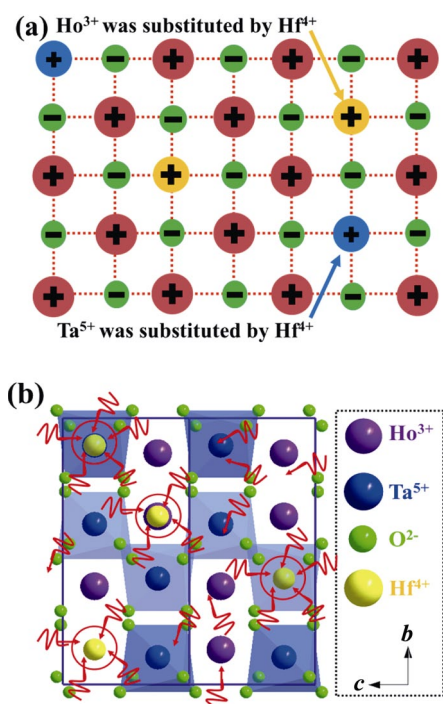 (a)
Ho³⁺ was substituted by Hf⁴⁺
Ta⁵⁺ was substituted by Hf⁴⁺
(b)
Ho³⁺
Ta⁵⁺
O²⁻
Hf⁴⁺
b
c